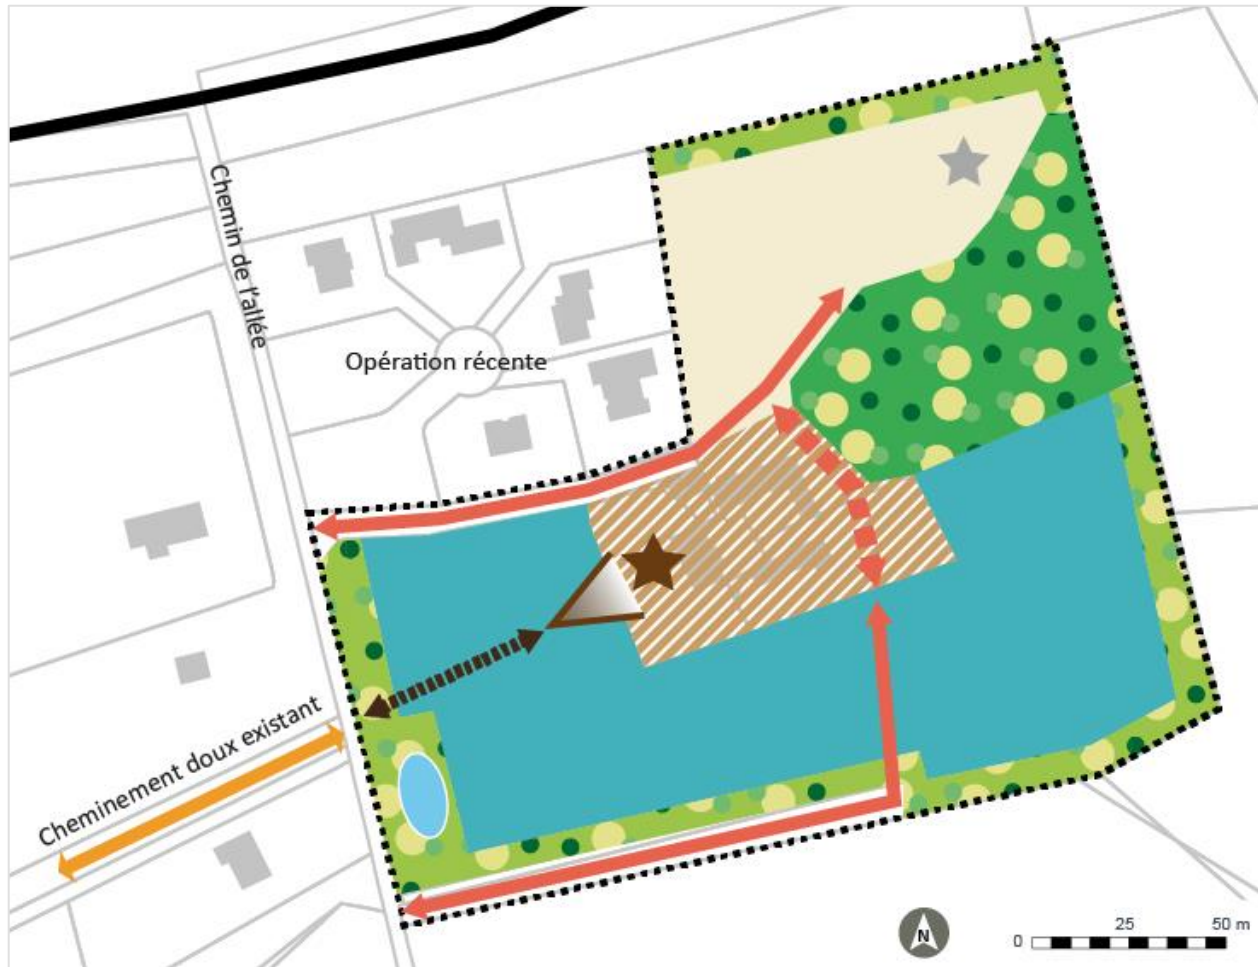 Chemin de l'allée
Opération récente
Cheminement doux existant
N
0 25 50 m